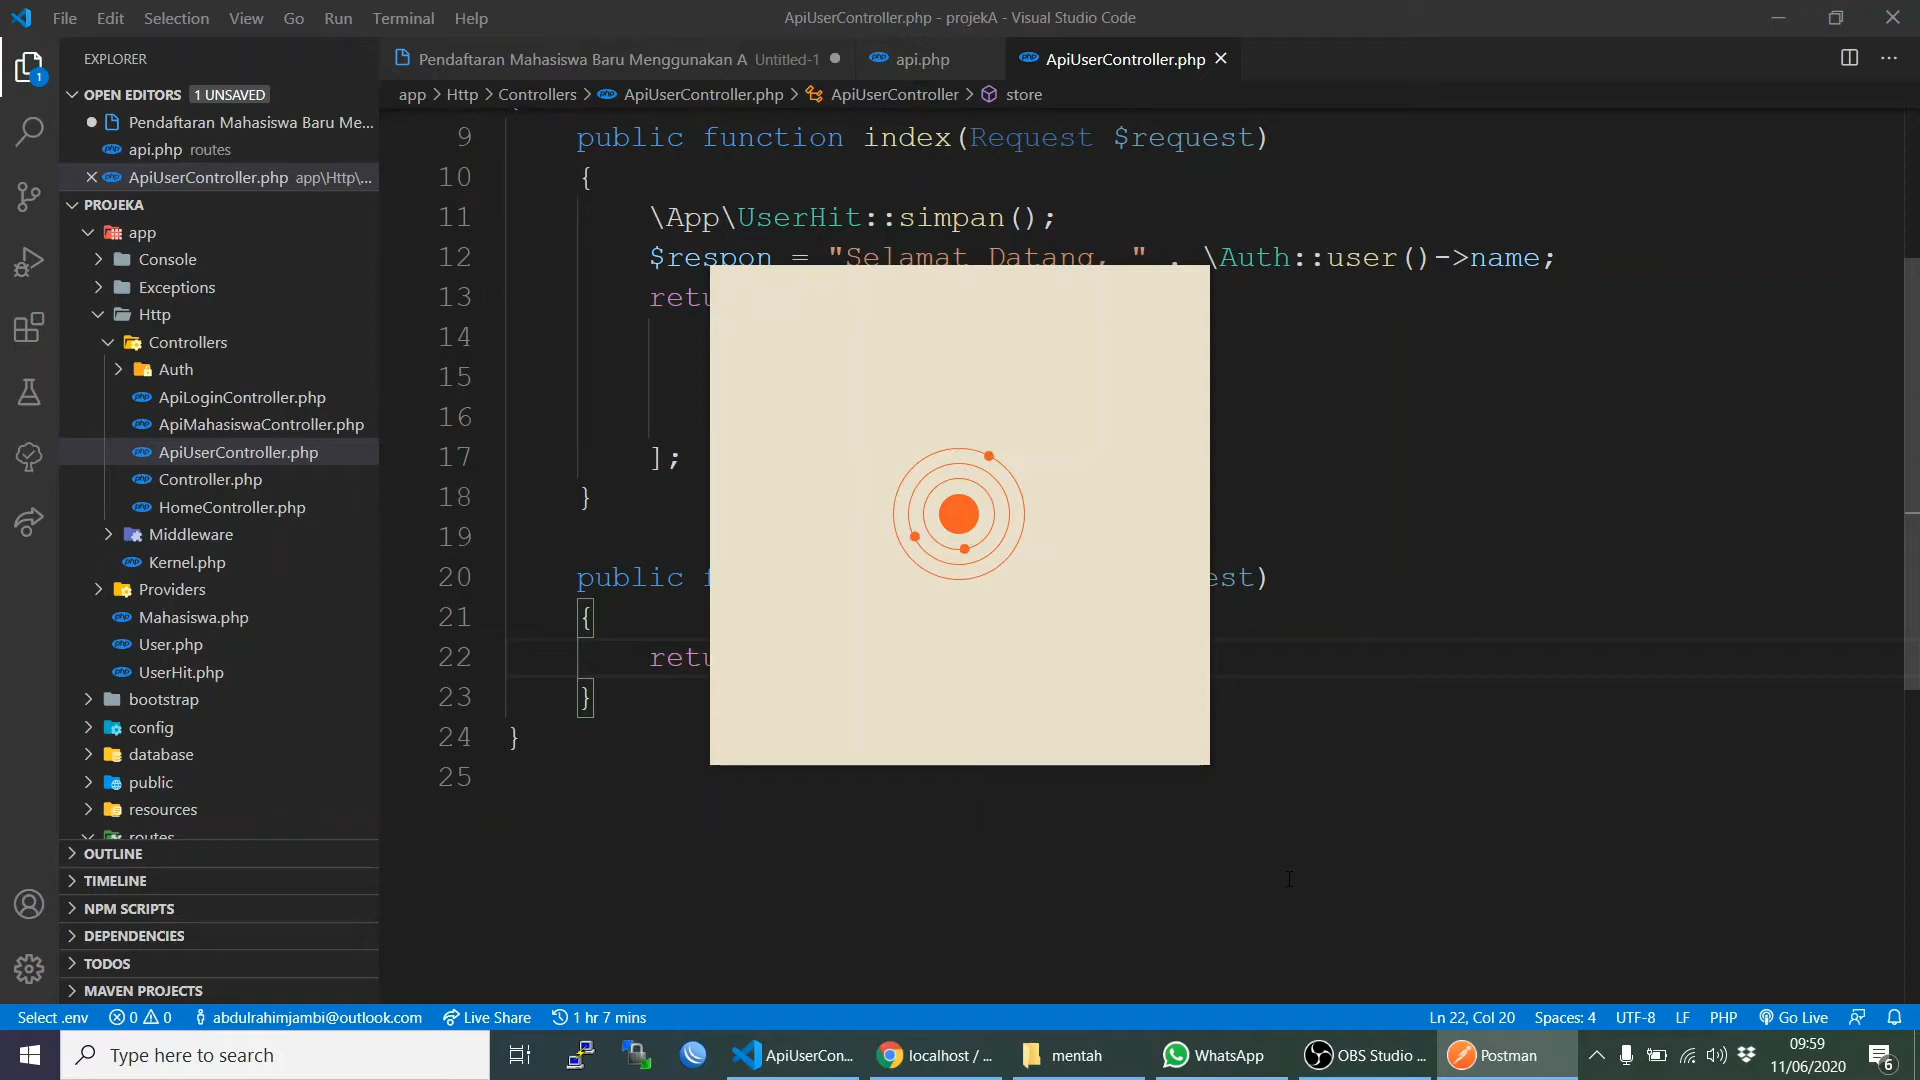 File Edit Selection View Go Run Terminal Help
ApiUserController.php - projekA - Visual Studio Code
EXPLORER
OPEN EDITORS 1 UNSAVED
Pendaftaran Mahasiswa Baru Me...
api.php routes
ApiUserController.php app\Http\...
PROJEKA
app
Console
Exceptions
Http
Controllers
Auth
ApiLoginController.php
ApiMahasiswaController.php
ApiUserController.php
Controller.php
HomeController.php
Middleware
Kernel.php
Providers
Mahasiswa.php
User.php
UserHit.php
bootstrap
config
database
public
resources
routes
OUTLINE
TIMELINE
NPM SCRIPTS
DEPENDENCIES
TODOS
MAVEN PROJECTS
Pendaftaran Mahasiswa Baru Menggunakan A Untitled-1
api.php
ApiUserController.php
app > Http > Controllers > ApiUserController.php > ApiUserController > store
9 public function index(Request $request)
10 {
11 \App\UserHit::simpan();
12 $respon = "Selamat Datang, " . \Auth::user()->name;
13
14
15
16
17 ];
18 }
19
20 public
21 {
22
23 }
24 }
25
1
Select .env 0 0 abdulrahimjambi@outlook.com Live Share 1 hr 7 mins
Ln 22, Col 20 Spaces: 4 UTF-8 LF PHP Go Live
Type here to search
ApiUserCon...
localhost / ...
mentah
WhatsApp
OBS Studio ...
Postman
09:59
11/06/2020
6